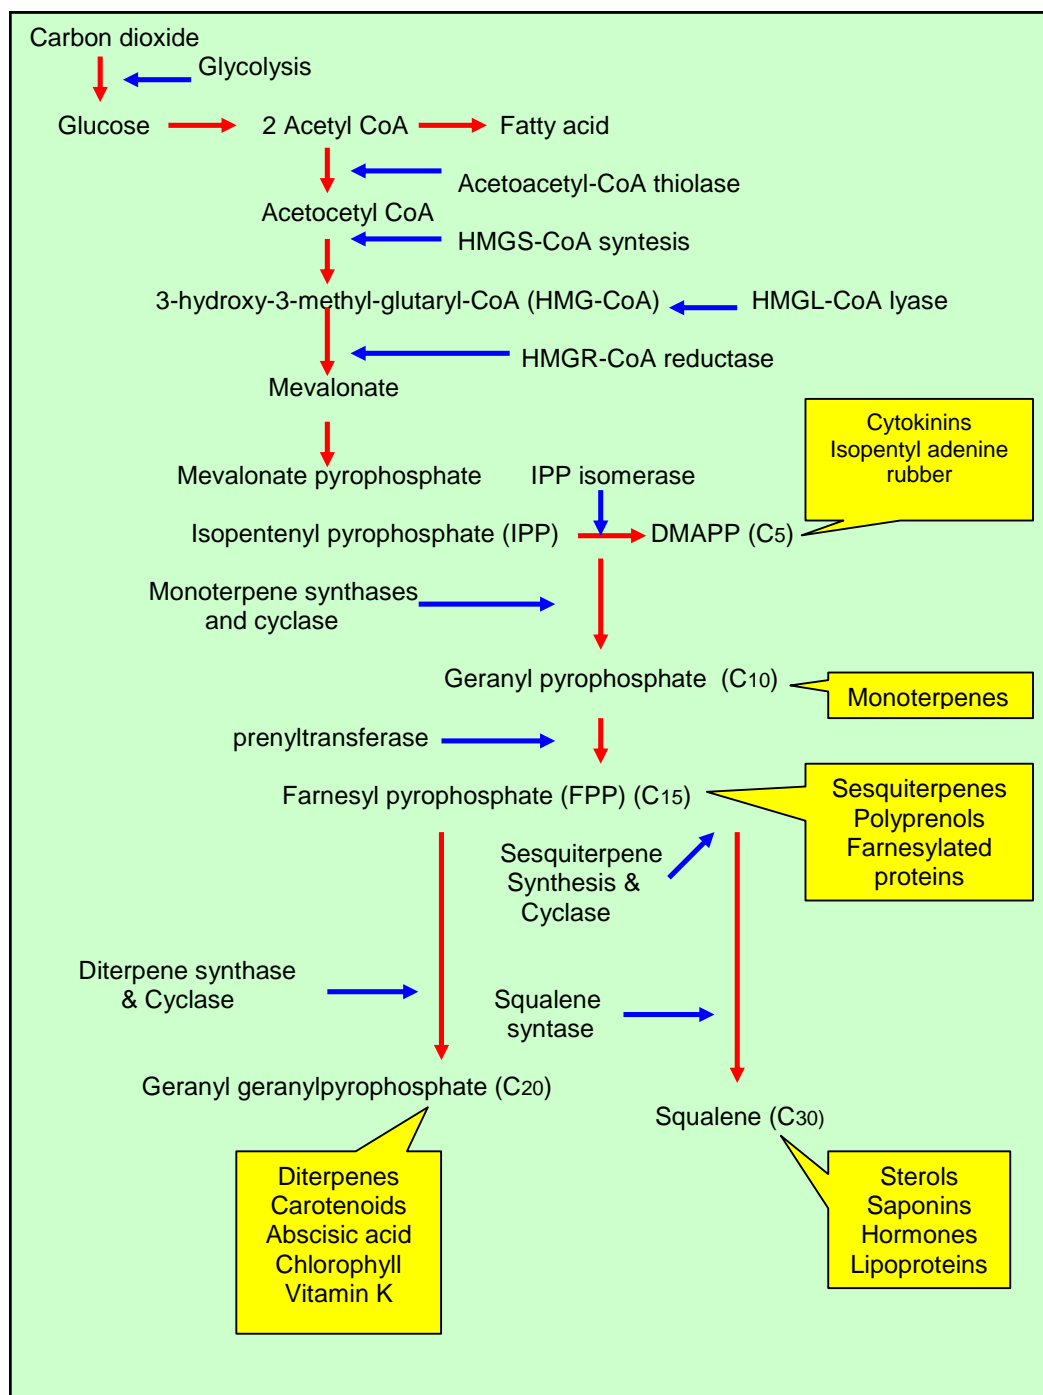 Carbon dioxide
Glycolysis
Glucose
2 Acetyl CoA
Fatty acid
Acetoacetyl-CoA thiolase
Acetocetyl CoA
HMGS-CoA syntesis
3-hydroxy-3-methyl-glutaryl-CoA (HMG-CoA)
HMGL-CoA lyase
HMGR-CoA reductase
Mevalonate
Cytokinins
Isopentyl adenine
rubber
Mevalonate pyrophosphate
IPP isomerase
Isopentenyl pyrophosphate (IPP)
DMAPP (C5)
Monoterpene synthases
and cyclase
Geranyl pyrophosphate (C10)
Monoterpenes
prenyltransferase
Farnesyl pyrophosphate (FPP) (C15)
Sesquiterpenes
Polyprenols
Farnesylated
proteins
Sesquiterpene
Synthesis &
Cyclase
Diterpene synthase
& Cyclase
Squalene
syntase
Geranyl geranylpyrophosphate (C20)
Squalene (C30)
Diterpenes
Carotenoids
Abscisic acid
Chlorophyll
Vitamin K
Sterols
Saponins
Hormones
Lipoproteins